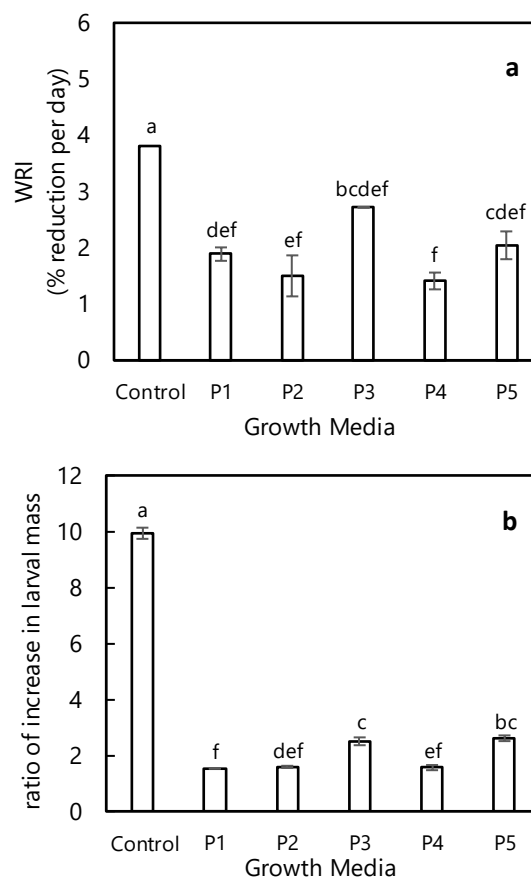 6
a
5
a
4
bcdef
3
def
cdef
ef
f
2
1
0
WRI
(% reduction per day)
Control P1 P2 P3 P4 P5
Growth Media
12
a
b
10
8
6
4
c
bc
f
def
ef
2
0
ratio of increase in larval mass
Control P1 P2 P3 P4 P5
Growth Media